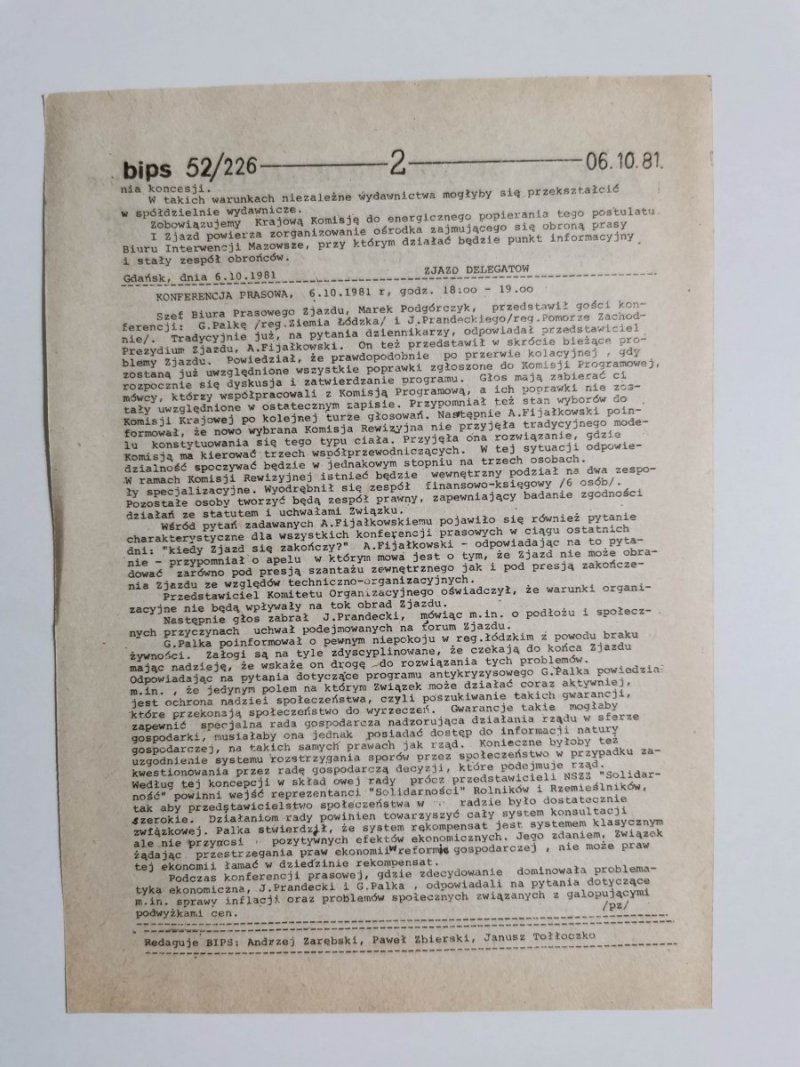 bips 52/226 2 06.10.81.
nia koncesji.
W takich warunkach niezależne wydawnictwa mogłyby się przekształcić
w spółdzielnie wydawnicze.
Zobowiązujemy Krajową Komisję do energicznego popierania tego postulatu
I Zjazd powierza zorganizowanie ośrodka zajmującego się obroną prasy
Biuru Interwencji Mazowsze, przy którym działać będzie punkt informacyjny
i stały zespół obrońców.
Gdańsk, dnia 6.10.1981 ZJAZD DELEGATOW
KONFERENCJA PRASOWA, 6.10.1981 r, godz. 18:00 - 19.00
Szef Biura Prasowego Zjazdu, Marek Podgórczyk, przedstawił gości kon-
ferencji: G.Palkę /reg.Ziemia Łódzka/ i J.Prandeckiego/reg.Pomorze Zachod-
nie/. Tradycyjnie już, na pytania dziennikarzy, odpowiadał przedstawiciel
Prezydium Zjazdu, A.Fijałkowski. On też przedstawił w skrócie bieżące pro-
blemy Zjazdu. Powiedział, że prawdopodobnie po przerwie kolacyjnej , gdy
zostaną już uwzględnione wszystkie poprawki zgłoszone do Komisji Programowej,
rozpocznie się dyskusja i zatwierdzanie programu. Głos mają zabierać ci
mówcy, którzy współpracowali z Komisją Programową, a ich poprawki nie zos-
tały uwzględnione w ostatecznym zapisie. Przypomniał też stan wyborów do
Komisji Krajowej po kolejnej turze głosowań. Następnie A.Fijałkowski poin-
formował, że nowo wybrana Komisja Rewizyjna nie przyjęła tradycyjnego mode-
lu konstytuowania się tego typu ciała. Przyjęła ona rozwiązanie, gdzie
Komisją ma kierować trzech współprzewodniczących. W tej sytuacji odpowie-
dzialność spoczywać będzie w jednakowym stopniu na trzech osobach.
W ramach Komisji Rewizyjnej istnieć będzie wewnętrzny podział na dwa zespo-
ły specjalizacyjne. Wyodrębnił się zespół finansowo-księgowy /6 osób/.
Pozostałe osoby tworzyć będą zespół prawny, zapewniający badanie zgodności
działań ze statutem i uchwałami Związku.
Wśród pytań zadawanych A.Fijałkowskiemu pojawiło się również pytanie
charakterystyczne dla wszystkich konferencji prasowych w ciągu ostatnich
dni: "kiedy Zjazd się zakończy?" A.Fijałkowski - odpowiadając na to pyta-
nie - przypomniał o apelu w którym mowa jest o tym, że Zjazd nie może obra-
dować zarówno pod presją szantażu zewnętrznego jak i pod presją zakończe-
nia Zjazdu ze względów techniczno-organizacyjnych.
Przedstawiciel Komitetu Organizacyjnego oświadczył, że warunki organi-
zacyjne nie będą wpływały na tok obrad Zjazdu.
Następnie głos zabrał J.Prandecki, mówiąc m.in. o podłożu i społecz-
nych przyczynach uchwał podejmowanych na forum Zjazdu.
G.Palka poinformował o pewnym niepokoju w reg.łódzkim z powodu braku
żywności. Załogi są na tyle zdyscyplinowane, że czekają do końca Zjazdu
mając nadzieję, że wskaże on drogę do rozwiązania tych problemów.
Odpowiadając na pytania dotyczące programu antykryzysowego G.Palka powiedzia
m.in. , że jedynym polem na którym Związek może działać coraz aktywniej,
jest ochrona nadziei społeczeństwa, czyli poszukiwanie takich gwarancji,
które przekonają społeczeństwo do wyrzeczeń. Gwarancje takie mogłaby
zapewnić specjalna rada gospodarcza nadzorująca działania rządu w sferze
gospodarki, musiałaby ona jednak posiadać dostęp do informacji natury
gospodarczej, na takich samych prawach jak rząd. Konieczne byłoby też
uzgodnienie systemu rozstrzygania sporów przez społeczeństwo w przypadku za-
kwestionowania przez radę gospodarczą decyzji, które podejmuje rząd.
Według tej koncepcji w skład owej rady prócz przedstawicieli NSZZ "Solidar-
ność" powinni wejść reprezentanci "Solidarności" Rolników i Rzemieślników,
tak aby przedstawicielstwo społeczeństwa w radzie było dostatecznie
szerokie. Działaniom rady powinien towarzyszyć cały system konsultacji
związkowej. Palka stwierdził, że system rekompensat jest systemem klasycznym
ale nie przynosi pozytywnych efektów ekonomicznych. Jego zdaniem, Związek
żądając przestrzegania praw ekonomii w reformie gospodarczej , nie może praw
tej ekonomii łamać w dziedzinie rekompensat.
Podczas konferencji prasowej, gdzie zdecydowanie dominowała problema-
tyka ekonomiczna, J.Prandecki i G.Palka , odpowiadali na pytania dotyczące
m.in. sprawy inflacji oraz problemów społecznych związanych z galopującymi
podwyżkami cen. /pz/
Redaguje BIPS: Andrzej Zarębski, Paweł Zbierski, Janusz Tołłoczko